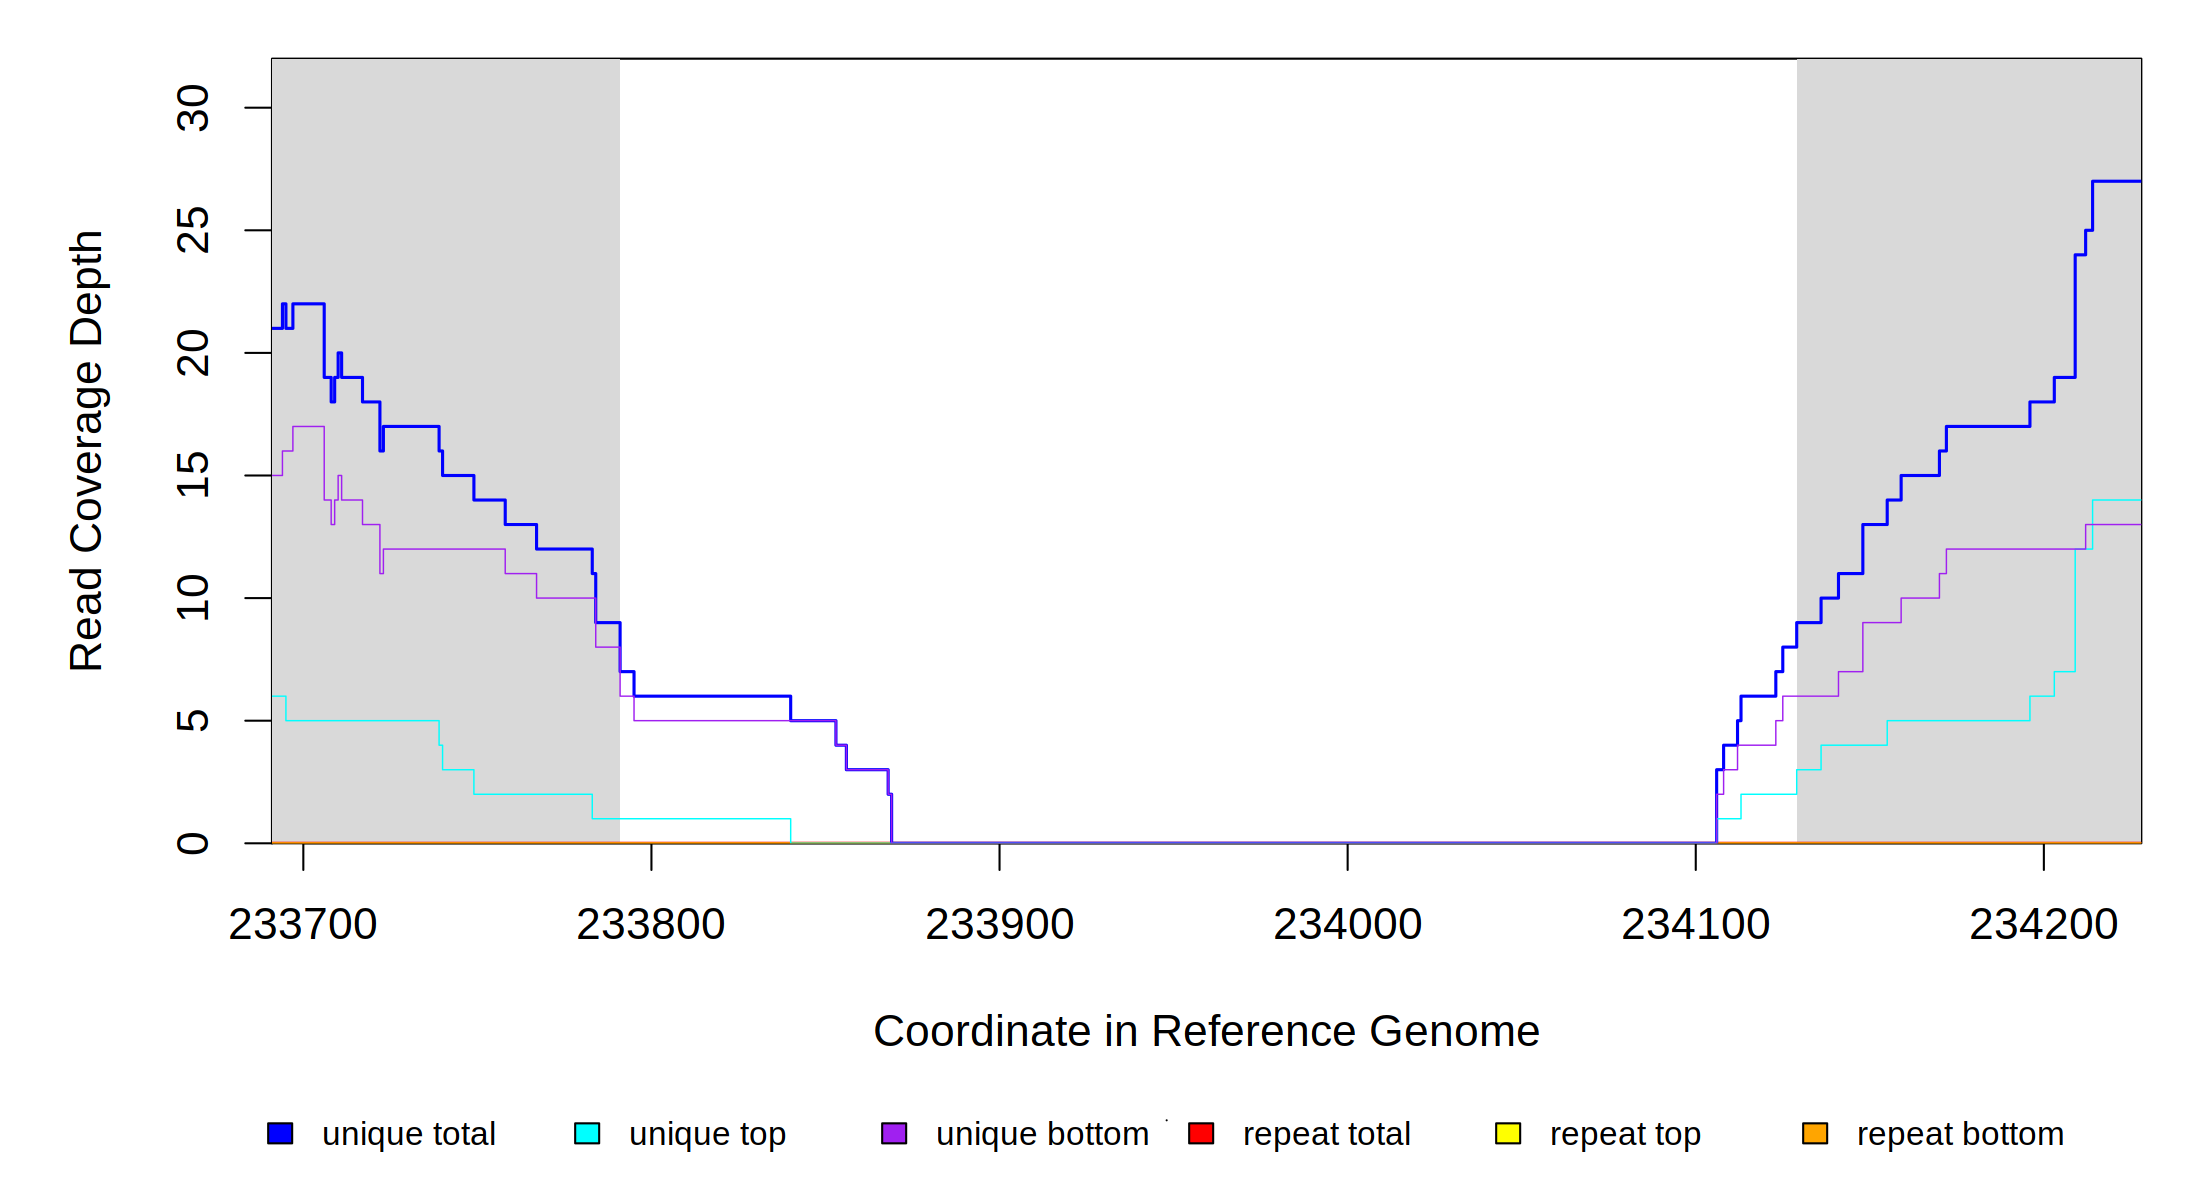 30
25
20
15
10
5
0
Read Coverage Depth
233700 233800 233900 234000 234100 234200
Coordinate in Reference Genome
unique total unique top unique bottom repeat total repeat top repeat bottom